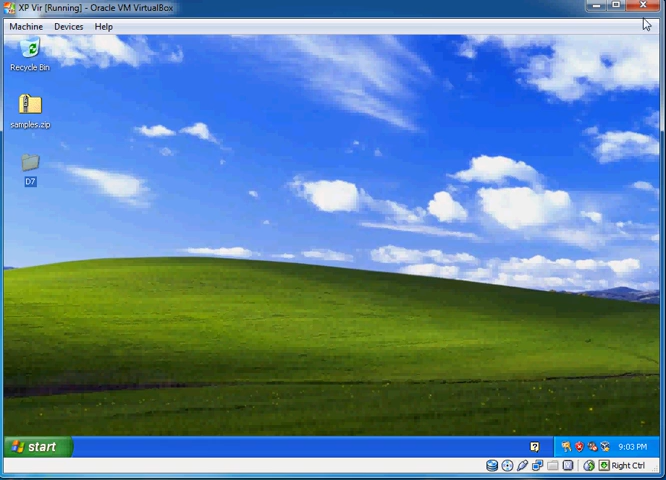 XP Vir [Running] - Oracle VM VirtualBox
Machine Devices Help
Recycle Bin
samples.zip
D7
start
9:03 PM
Right Ctrl